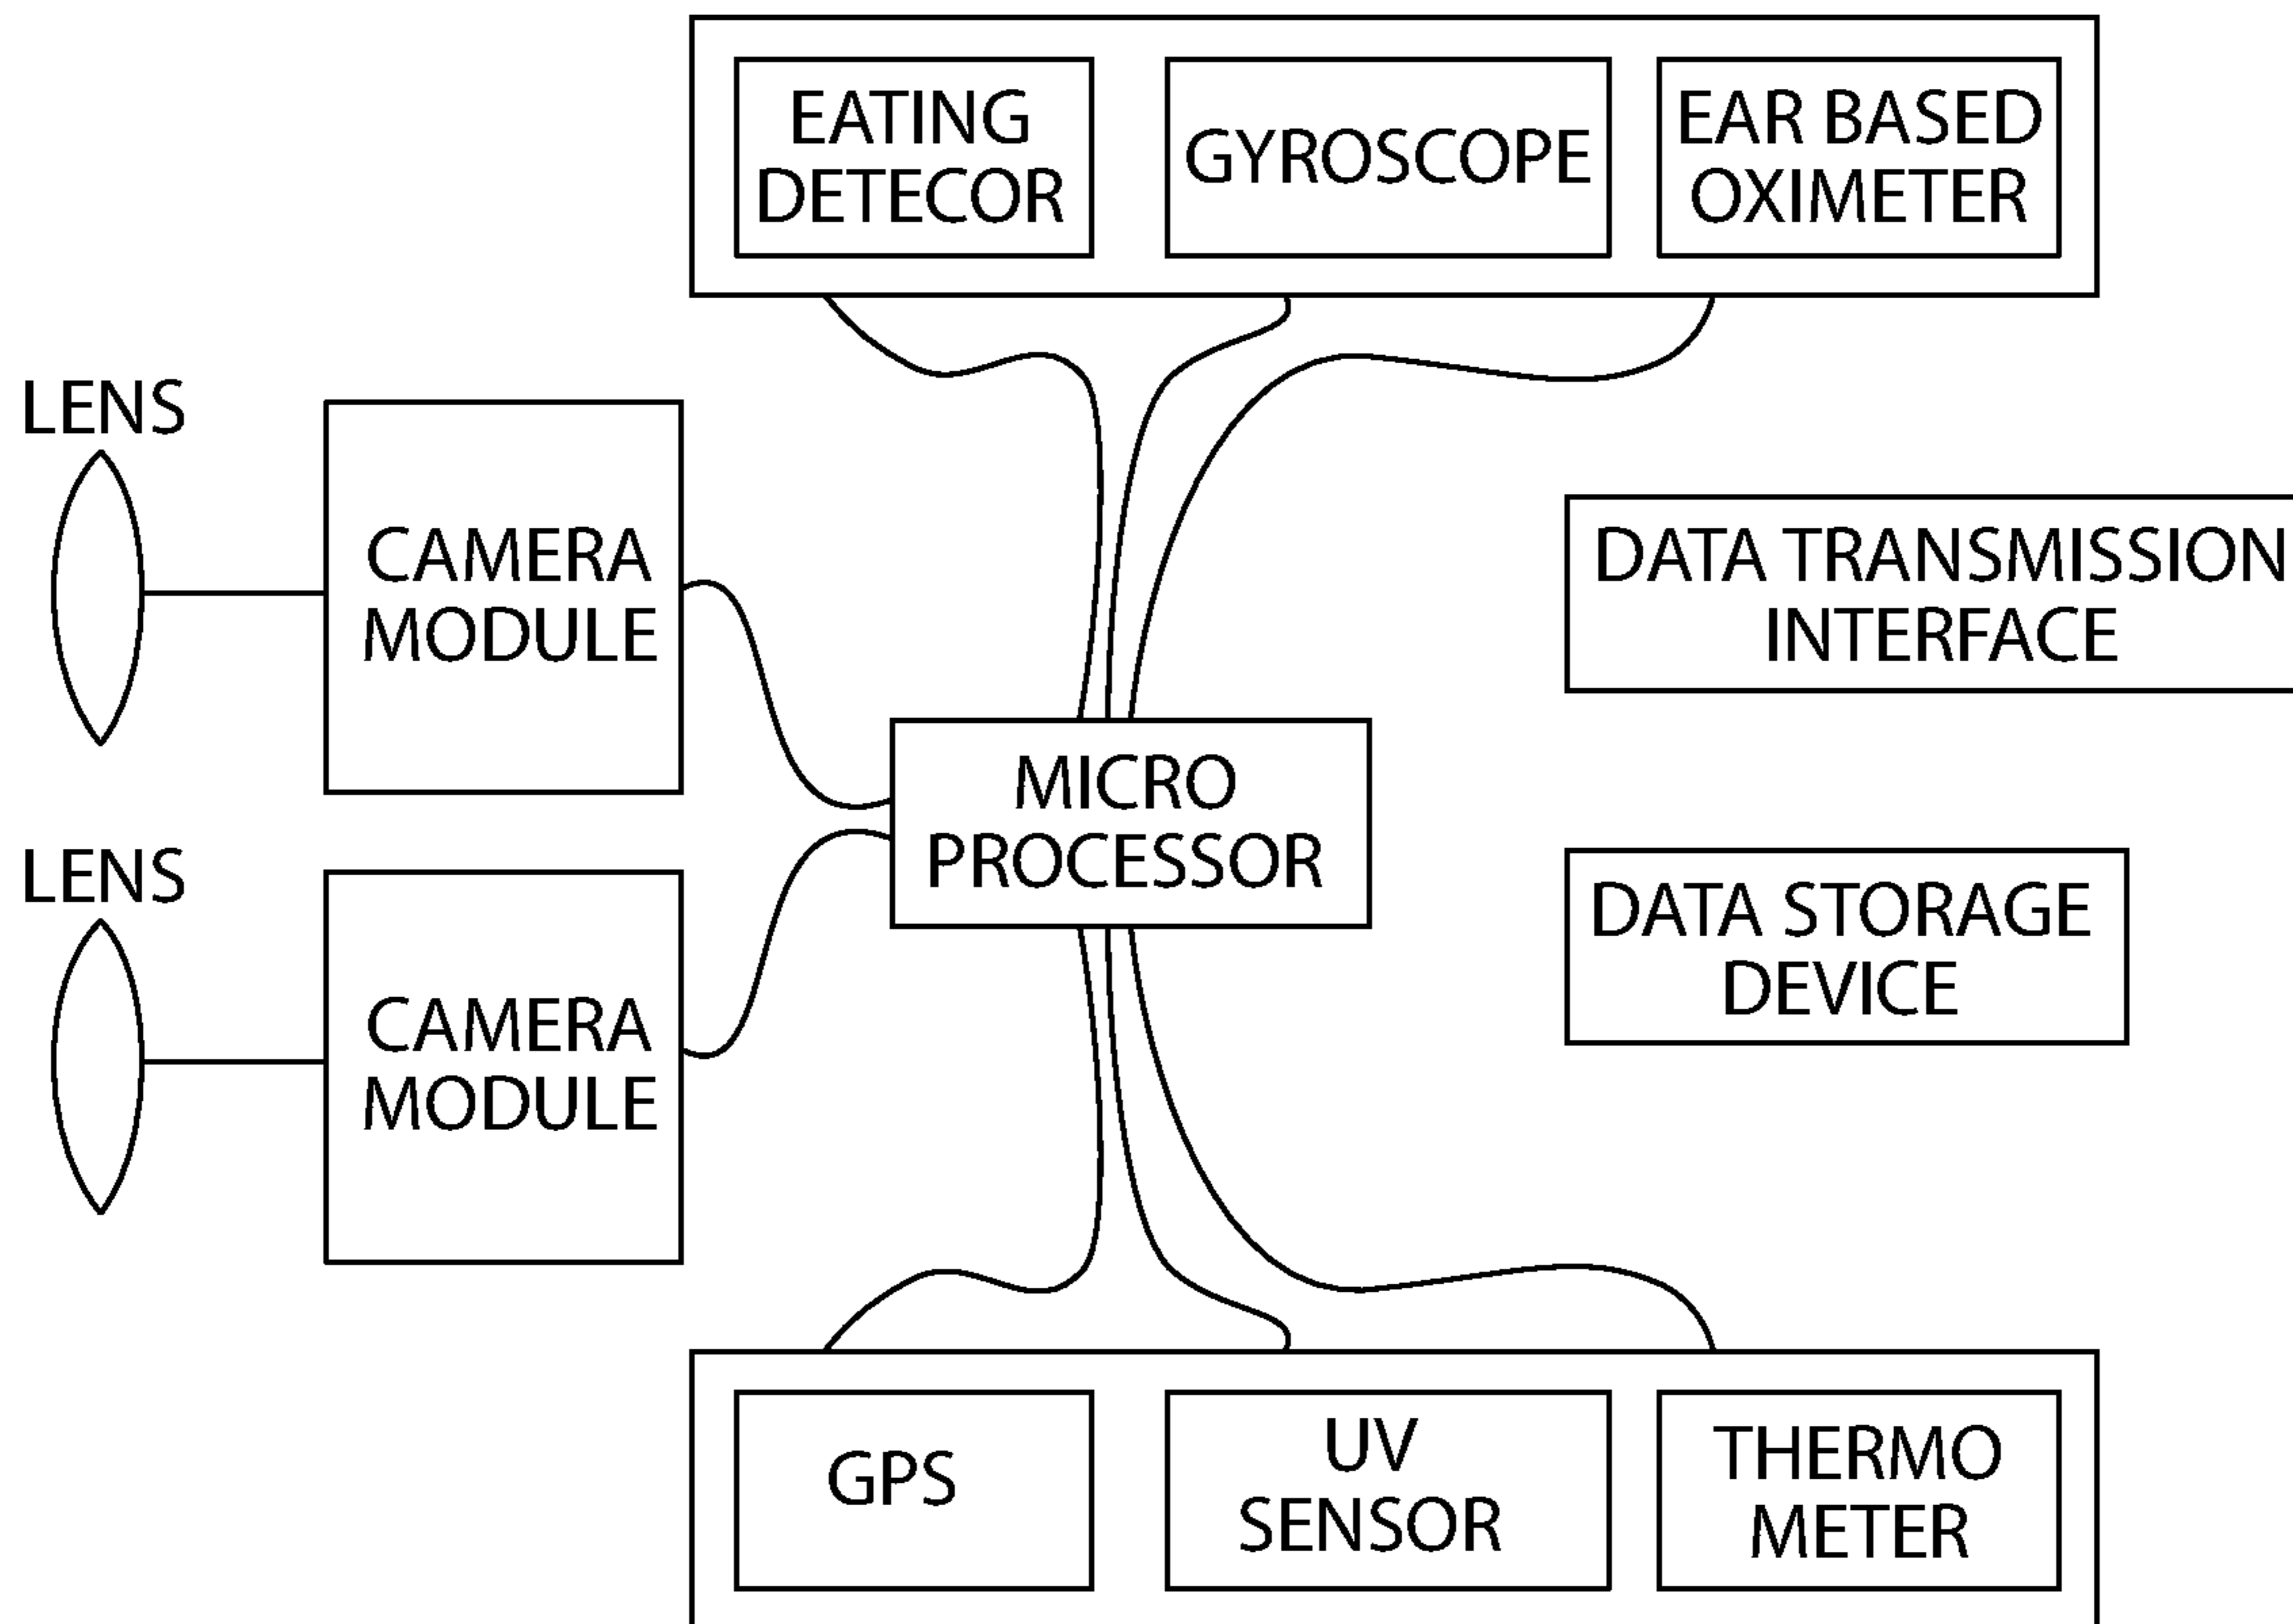 EATING
DETECOR
GYROSCOPE
EAR BASED
OXIMETER
LENS
CAMERA
MODULE
DATA TRANSMISSION
INTERFACE
MICRO
PROCESSOR
LENS
CAMERA
MODULE
DATA STORAGE
DEVICE
GPS
UV
SENSOR
THERMO
METER